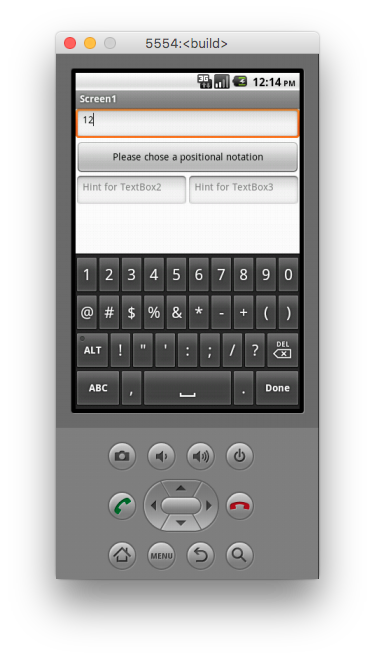 5554:<build>
3G 12:14 PM
Screen1
12
Please chose a positional notation
Hint for TextBox2 Hint for TextBox3
1 2 3 4 5 6 7 8 9 0
@ # $ % & * - + ( )
ALT ! " ' : ; / ? DEL
ABC , . Done
MENU